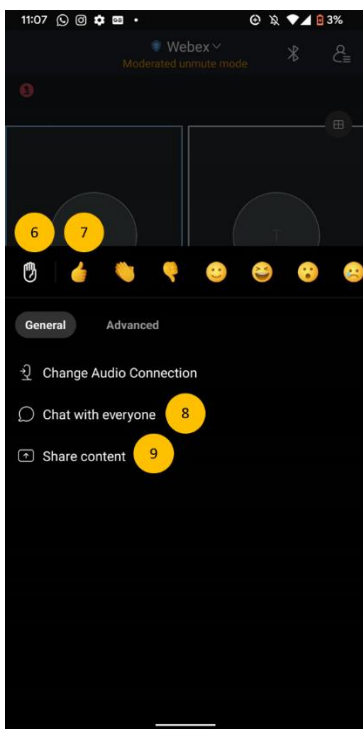 11:07 3%
Webex
Moderated unmute mode
1
T
6 7
General Advanced
Change Audio Connection
Chat with everyone 8
Share content 9